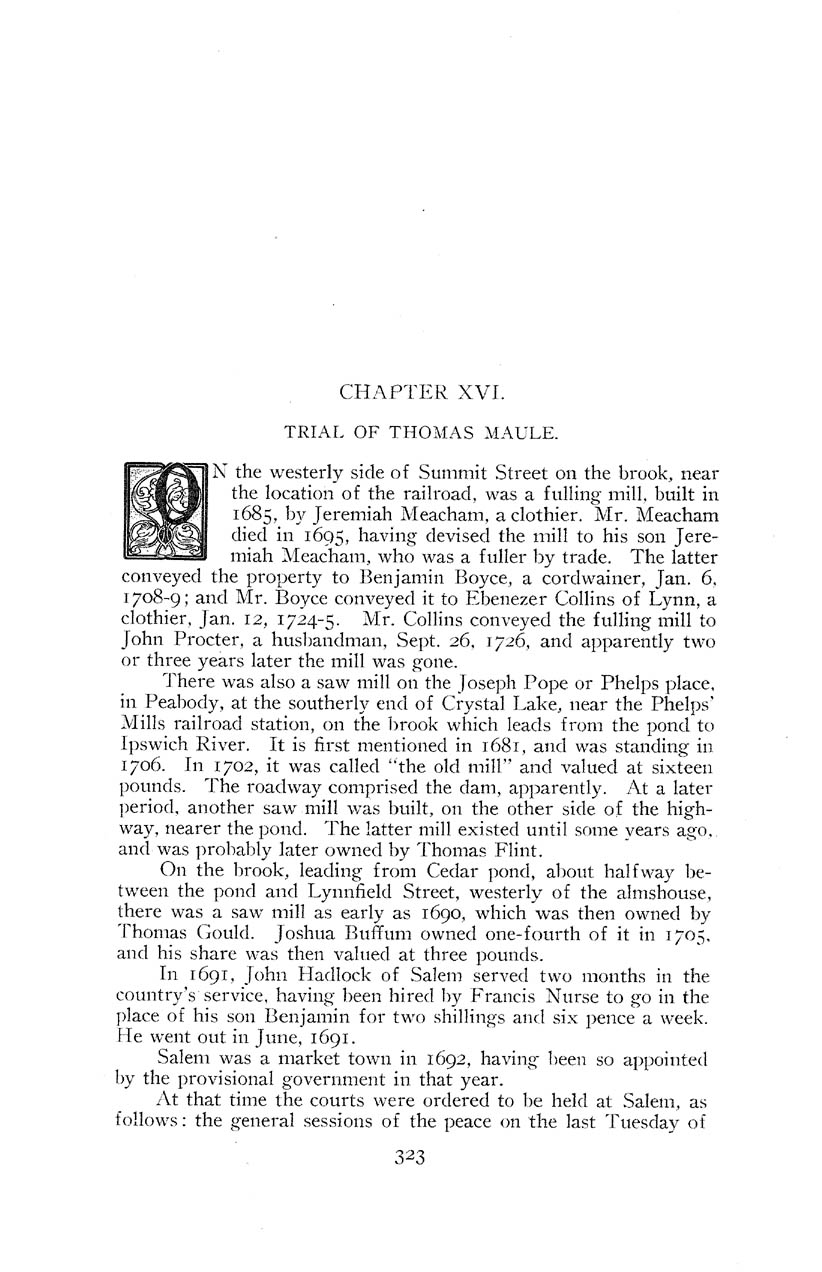 CHAPTER XVI.
TRIAL OF THOMAS MAULE.
ON the westerly side of Summit Street on the brook, near
the location of the railroad, was a fulling mill, built in
1685, by Jeremiah Meacham, a clothier. Mr. Meacham
died in 1695, having devised the mill to his son Jere-
miah Meacham, who was a fuller by trade. The latter
conveyed the property to Benjamin Boyce, a cordwainer, Jan. 6,
1708-9; and Mr. Boyce conveyed it to Ebenezer Collins of Lynn, a
clothier, Jan. 12, 1724-5. Mr. Collins conveyed the fulling mill to
John Procter, a husbandman, Sept. 26, 1726, and apparently two
or three years later the mill was gone.
There was also a saw mill on the Joseph Pope or Phelps place,
in Peabody, at the southerly end of Crystal Lake, near the Phelps'
Mills railroad station, on the brook which leads from the pond to
Ipswich River. It is first mentioned in 1681, and was standing in
1706. In 1702, it was called "the old mill" and valued at sixteen
pounds. The roadway comprised the dam, apparently. At a later
period, another saw mill was built, on the other side of the high-
way, nearer the pond. The latter mill existed until some years ago,
and was probably later owned by Thomas Flint.
On the brook, leading from Cedar pond, about halfway be-
tween the pond and Lynnfield Street, westerly of the almshouse,
there was a saw mill as early as 1690, which was then owned by
Thomas Gould. Joshua Buffum owned one-fourth of it in 1705,
and his share was then valued at three pounds.
In 1691, John Hadlock of Salem served two months in the
country's service, having been hired by Francis Nurse to go in the
place of his son Benjamin for two shillings and six pence a week.
He went out in June, 1691.
Salem was a market town in 1692, having been so appointed
by the provisional government in that year.
At that time the courts were ordered to be held at Salem, as
follows: the general sessions of the peace on the last Tuesday of
323